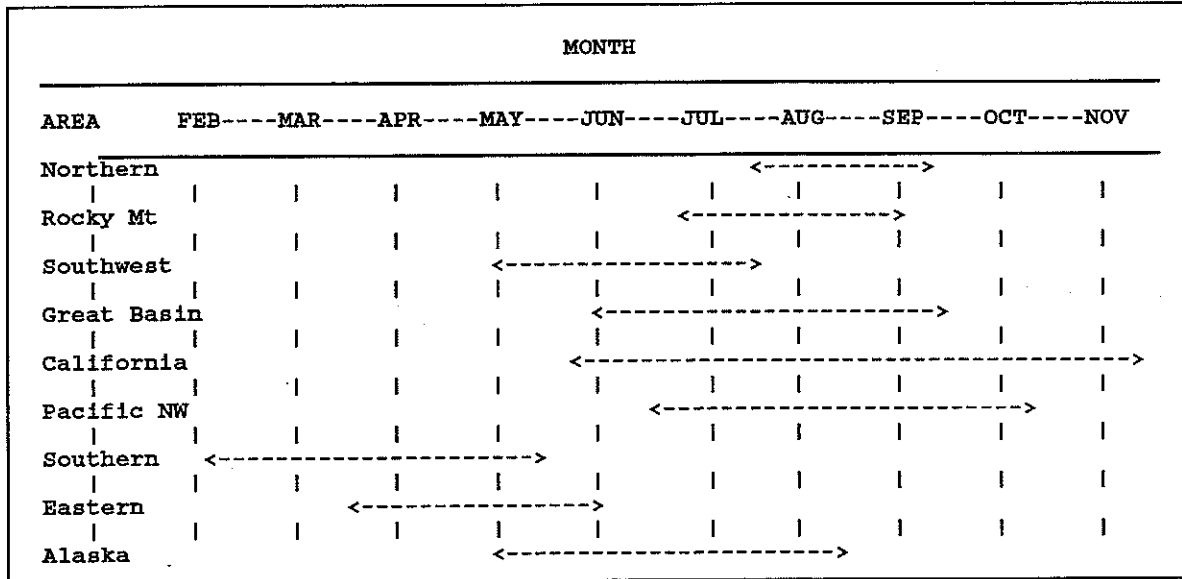 MONTH
AREA FEB----MAR----APR----MAY----JUN----JUL----AUG----SEP----OCT----NOV
Northern <----------->
| | | | | | | | | | |
Rocky Mt <-------------->
| | | | | | | | | | |
Southwest <----------------->
| | | | | | | | | | |
Great Basin <----------------------->
| | | | | | | | | |
California <-------------------------------------->
| | | | | | | | | | |
Pacific NW <------------------------->
| | | | | | | | | | |
Southern <---------------------->
| | | | | | | | | | |
Eastern <---------------->
| | | | | | | | | | |
Alaska <----------------------->